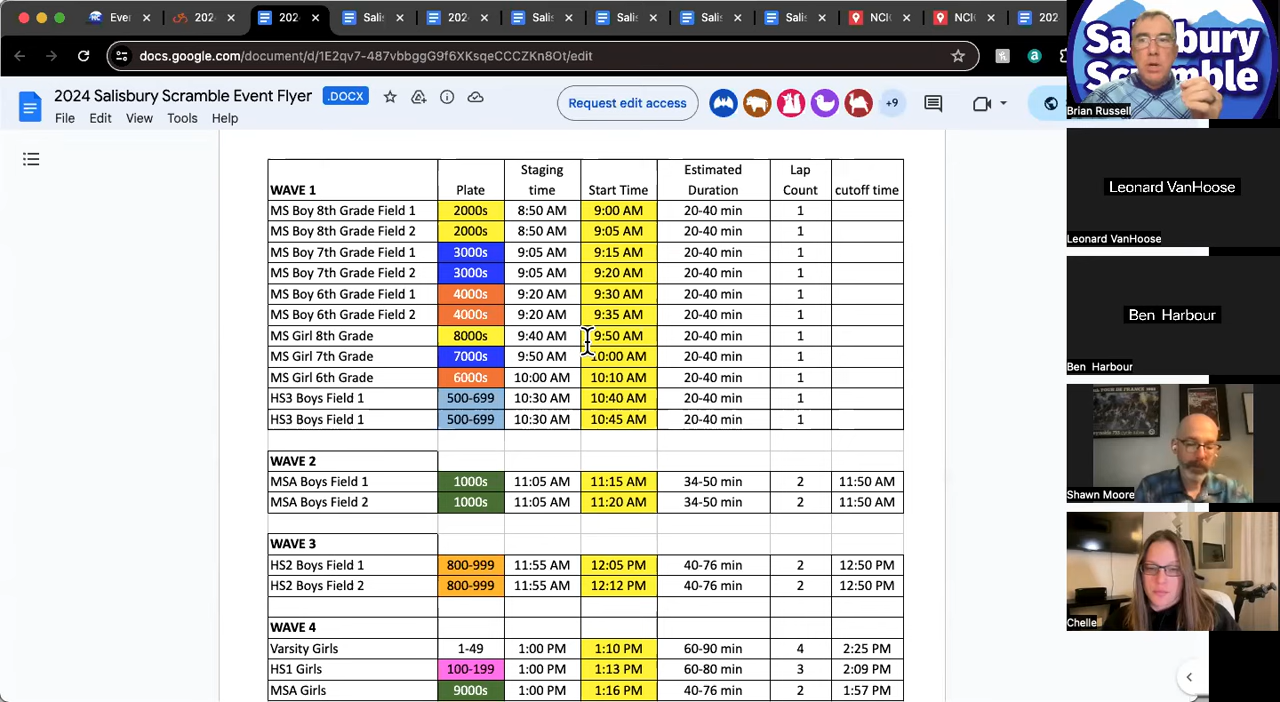 Ever
202
202
Salis
202
Salis
Salis
Salis
Salis
NCI
NCI
202
docs.google.com/document/d/1E2qv7-487vbbggG9f6XKsqeCCCZKn8Ot/edit
2024 Salisbury Scramble Event Flyer .DOCX
File Edit View Tools Help
Request edit access
+9
WAVE 1 Plate Staging time Start Time Estimated Duration Lap Count cutoff time
MS Boy 8th Grade Field 1 2000s 8:50 AM 9:00 AM 20-40 min 1
MS Boy 8th Grade Field 2 2000s 8:50 AM 9:05 AM 20-40 min 1
MS Boy 7th Grade Field 1 3000s 9:05 AM 9:15 AM 20-40 min 1
MS Boy 7th Grade Field 2 3000s 9:05 AM 9:20 AM 20-40 min 1
MS Boy 6th Grade Field 1 4000s 9:20 AM 9:30 AM 20-40 min 1
MS Boy 6th Grade Field 2 4000s 9:20 AM 9:35 AM 20-40 min 1
MS Girl 8th Grade 8000s 9:40 AM 9:50 AM 20-40 min 1
MS Girl 7th Grade 7000s 9:50 AM 10:00 AM 20-40 min 1
MS Girl 6th Grade 6000s 10:00 AM 10:10 AM 20-40 min 1
HS3 Boys Field 1 500-699 10:30 AM 10:40 AM 20-40 min 1
HS3 Boys Field 1 500-699 10:30 AM 10:45 AM 20-40 min 1
WAVE 2
MSA Boys Field 1 1000s 11:05 AM 11:15 AM 34-50 min 2 11:50 AM
MSA Boys Field 2 1000s 11:05 AM 11:20 AM 34-50 min 2 11:50 AM
WAVE 3
HS2 Boys Field 1 800-999 11:55 AM 12:05 PM 40-76 min 2 12:50 PM
HS2 Boys Field 2 800-999 11:55 AM 12:12 PM 40-76 min 2 12:50 PM
WAVE 4
Varsity Girls 1-49 1:00 PM 1:10 PM 60-90 min 4 2:25 PM
HS1 Girls 100-199 1:00 PM 1:13 PM 60-80 min 3 2:09 PM
MSA Girls 9000s 1:00 PM 1:16 PM 40-76 min 2 1:57 PM
Brian Russell
Leonard VanHoose
Leonard VanHoose
Ben Harbour
Ben Harbour
Shawn Moore
Chelle